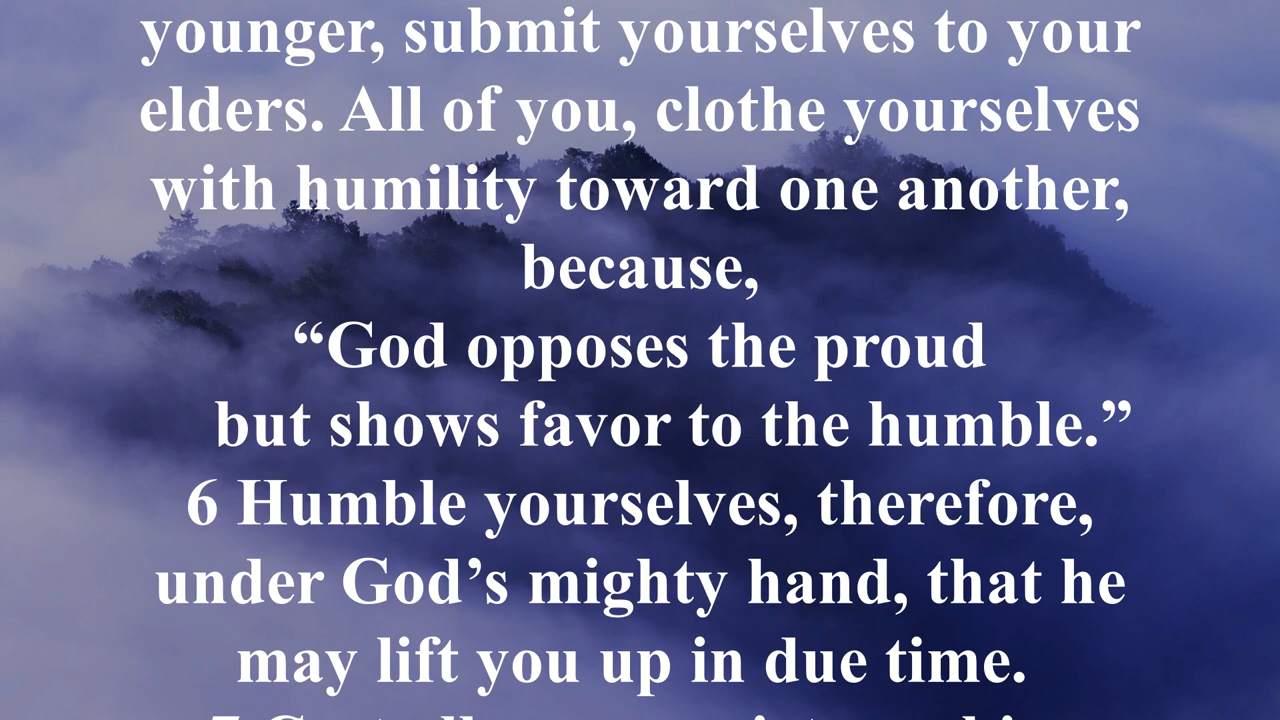 younger, submit yourselves to your
elders. All of you, clothe yourselves
with humility toward one another,
because,
“God opposes the proud
but shows favor to the humble.”
6 Humble yourselves, therefore,
under God’s mighty hand, that he
may lift you up in due time.